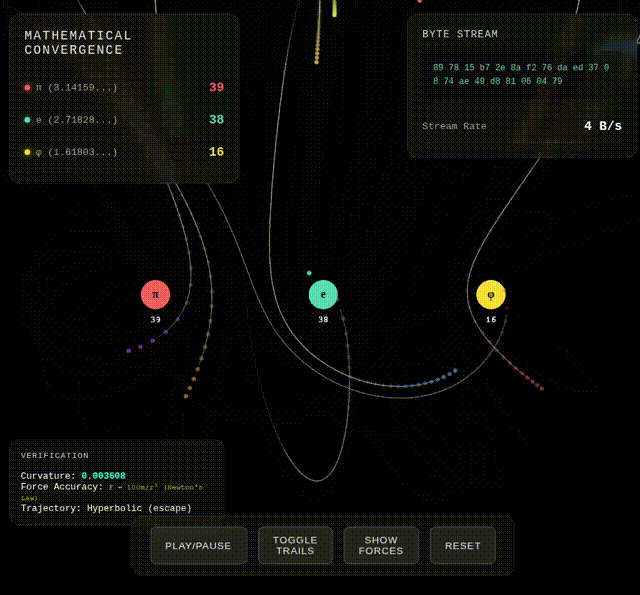 MATHEMATICAL
CONVERGENCE
π (3.14159...) 39
e (2.71828...) 38
φ (1.61803...) 16
BYTE STREAM
89 78 15 b7 2e 8a f2 76 da ed 37 0
8 74 ae 49 d8 81 06 04 79
Stream Rate 4 B/s
π e φ
39 38 16
VERIFICATION
Curvature: 0.003608
Force Accuracy: F = 100m/r² (Newton's
Law)
Trajectory: Hyperbolic (escape)
PLAY/PAUSE
TOGGLE
TRAILS
SHOW
FORCES
RESET